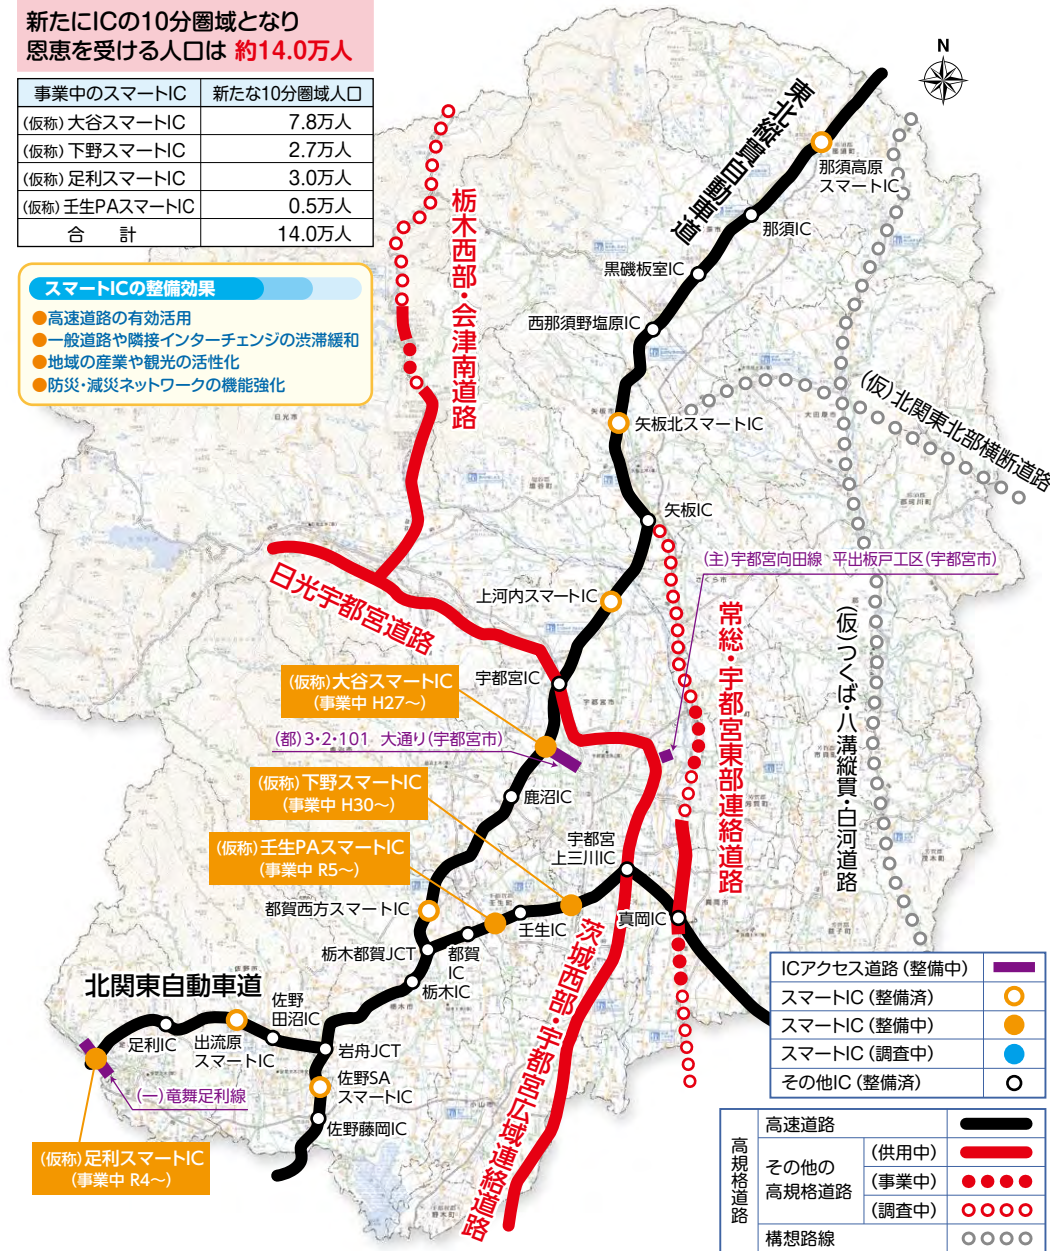 新たにICの10分圏域となり
恩恵を受ける人口は 約14.0万人
事業中のスマートIC 新たな10分圏域人口
(仮称)大谷スマートIC 7.8万人
(仮称)下野スマートIC 2.7万人
(仮称)足利スマートIC 3.0万人
(仮称)壬生PAスマートIC 0.5万人
合 計 14.0万人
スマートICの整備効果
●高速道路の有効活用
●一般道路や隣接インターチェンジの渋滞緩和
●地域の産業や観光の活性化
●防災・減災ネットワークの機能強化
N
東北縦貫自動車道
那須高原
スマートIC
那須IC
黒磯板室IC
西那須野塩原IC
栃木西部・会津南道路
矢板北スマートIC
(仮)北関東北部横断道路
矢板IC
(主)宇都宮向田線 平出板戸工区(宇都宮市)
日光宇都宮道路
上河内スマートIC
常総・宇都宮東部連絡道路
(仮)つくば・八溝縦貫・白河道路
宇都宮IC
(仮称)大谷スマートIC
(事業中 H27~)
(都)3・2・101 大通り(宇都宮市)
(仮称)下野スマートIC
(事業中 H30~)
鹿沼IC
(仮称)壬生PAスマートIC
(事業中 R5~)
宇都宮
上三川IC
都賀西方スマートIC
壬生IC
真岡IC
栃木都賀JCT
都賀
IC
栃木IC
茨城西部・宇都宮広域連絡道路
北関東自動車道
佐野
田沼IC
足利IC
出流原
スマートIC
岩舟JCT
佐野SA
スマートIC
(一)竜舞足利線
佐野藤岡IC
(仮称)足利スマートIC
(事業中 R4~)
ICアクセス道路(整備中)
スマートIC(整備済)
スマートIC(整備中)
スマートIC(調査中)
その他IC(整備済)
高規格道路
高速道路
その他の
高規格道路
(供用中)
(事業中)
(調査中)
構想路線